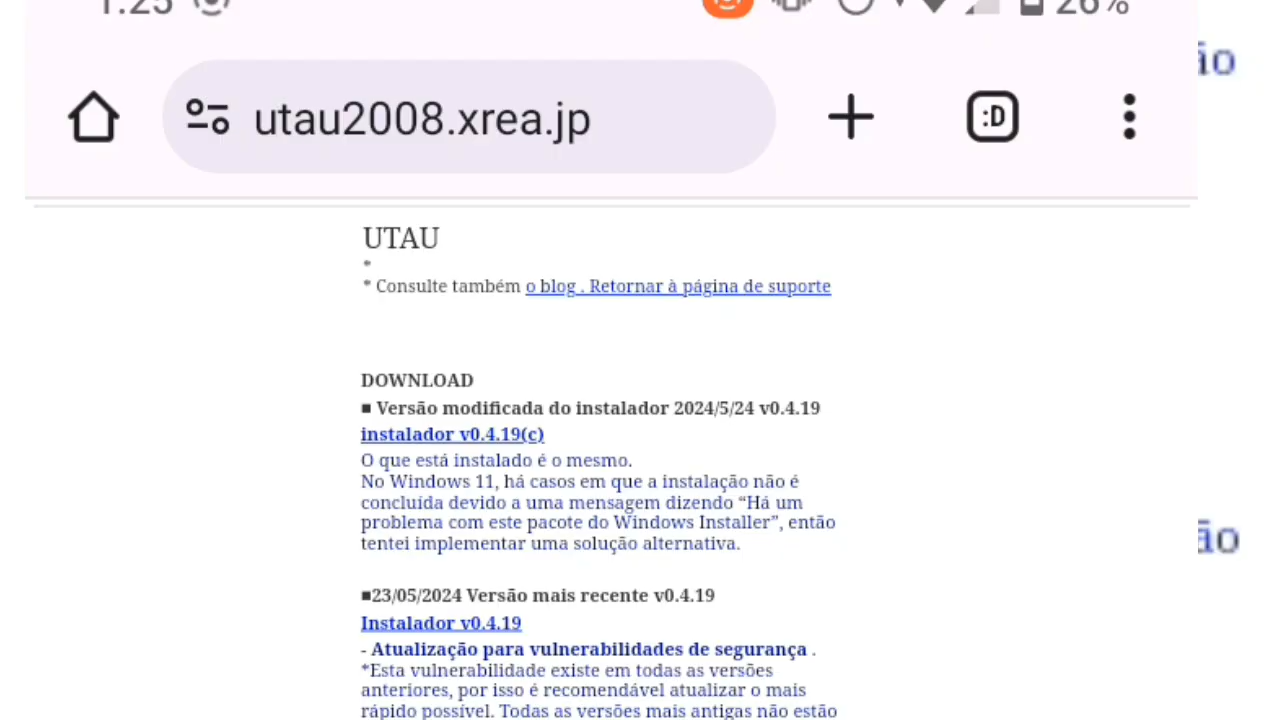 1:25 26%
ão
utau2008.xrea.jp :D
UTAU
*
* Consulte também o blog . Retornar à página de suporte
DOWNLOAD
■ Versão modificada do instalador 2024/5/24 v0.4.19
instalador v0.4.19(c)
O que está instalado é o mesmo.
No Windows 11, há casos em que a instalação não é
concluída devido a uma mensagem dizendo “Há um
problema com este pacote do Windows Installer”, então
tentei implementar uma solução alternativa.
ão
■23/05/2024 Versão mais recente v0.4.19
Instalador v0.4.19
- Atualização para vulnerabilidades de segurança .
*Esta vulnerabilidade existe em todas as versões
anteriores, por isso é recomendável atualizar o mais
rápido possível. Todas as versões mais antigas não estão